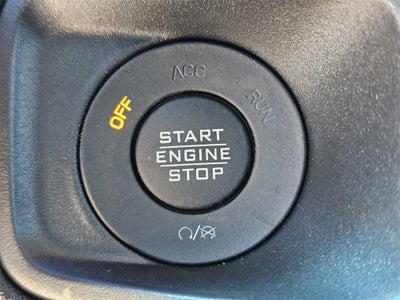 ACC
OFF
RUN
START
ENGINE
STOP